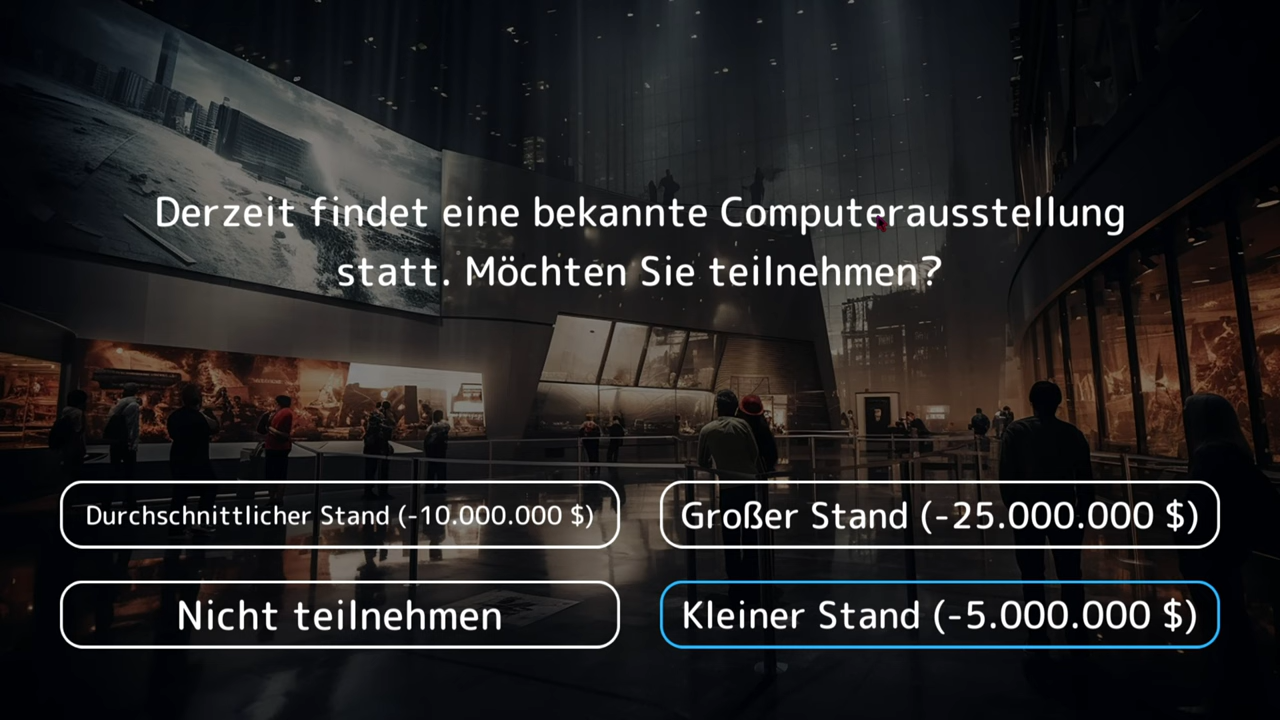 Derzeit findet eine bekannte Computerausstellung
statt. Möchten Sie teilnehmen?
Durchschnittlicher Stand (-10.000.000 $)
Großer Stand (-25.000.000 $)
Nicht teilnehmen
Kleiner Stand (-5.000.000 $)